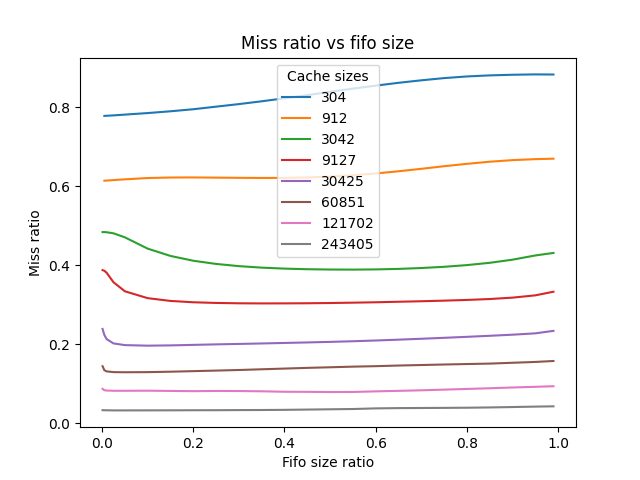 Miss ratio vs fifo size
Miss ratio
0.8
0.6
0.4
0.2
0.0
Cache sizes
304
912
3042
9127
30425
60851
121702
243405
0.0 0.2 0.4 0.6 0.8 1.0
Fifo size ratio